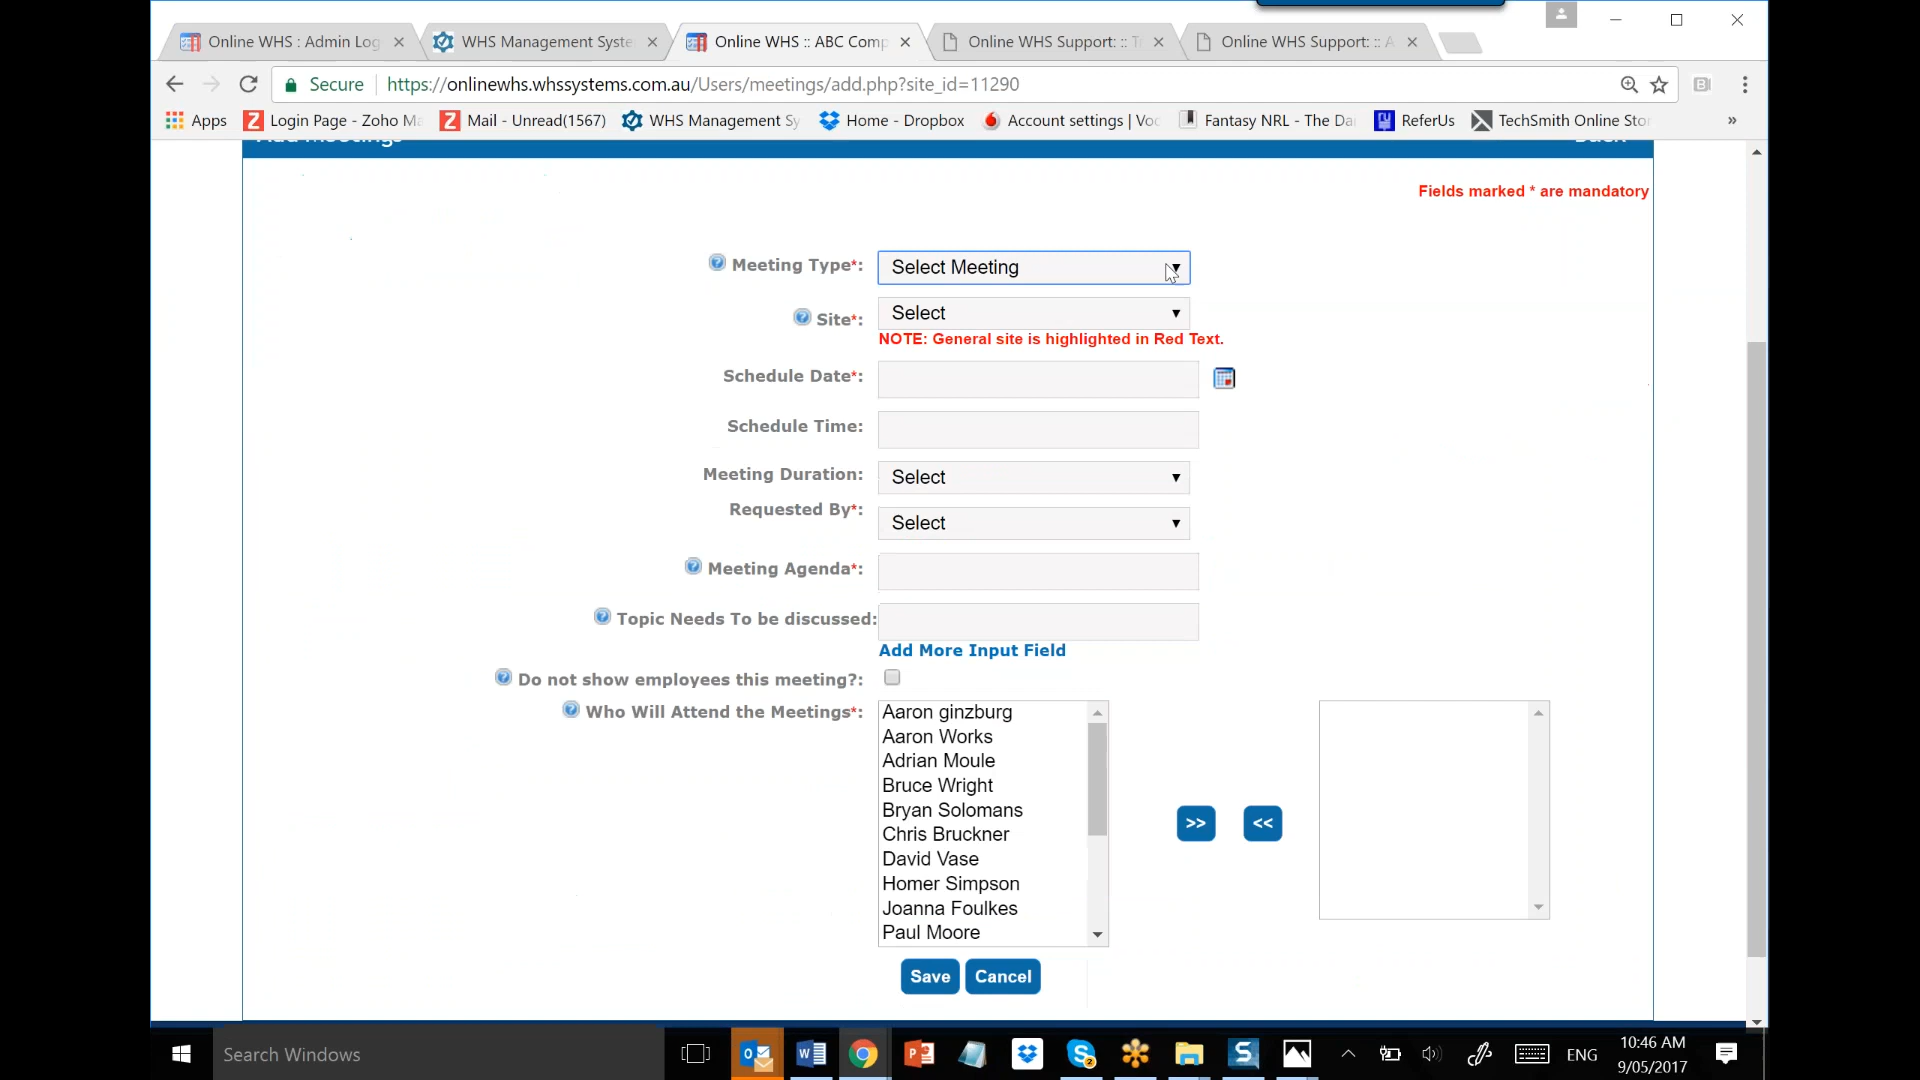 Online WHS : Admin Log
WHS Management Syste
Online WHS :: ABC Comp
Online WHS Support: :: T
Online WHS Support: :: A
Secure
https://onlinewhs.whssystems.com.au/Users/meetings/add.php?site_id=11290
Apps
Login Page - Zoho Ma
Mail - Unread(1567)
WHS Management Sy
Home - Dropbox
Account settings | Voc
Fantasy NRL - The Da
ReferUs
TechSmith Online Stor
»
Add Meetings
Back
Fields marked * are mandatory
Meeting Type*:
Select Meeting
Site*:
Select
NOTE: General site is highlighted in Red Text.
Schedule Date*:
Schedule Time:
Meeting Duration:
Select
Requested By*:
Select
Meeting Agenda*:
Topic Needs To be discussed:
Add More Input Field
Do not show employees this meeting?:
Who Will Attend the Meetings*:
Aaron ginzburg
Aaron Works
Adrian Moule
Bruce Wright
Bryan Solomans
Chris Bruckner
David Vase
Homer Simpson
Joanna Foulkes
Paul Moore
>>
<<
Save
Cancel
Search Windows
ENG
10:46 AM
9/05/2017